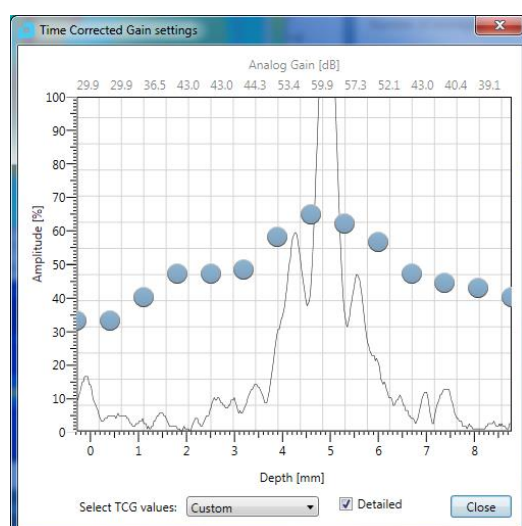 Time Corrected Gain settings
Analog Gain [dB]
29.9 29.9 36.5 43.0 43.0 44.3 53.4 59.9 57.3 52.1 43.0 40.4 39.1
100
90
80
70
60
50
40
30
20
10
0
Amplitude [%]
0 1 2 3 4 5 6 7 8
Depth [mm]
Select TCG values: Custom Detailed Close